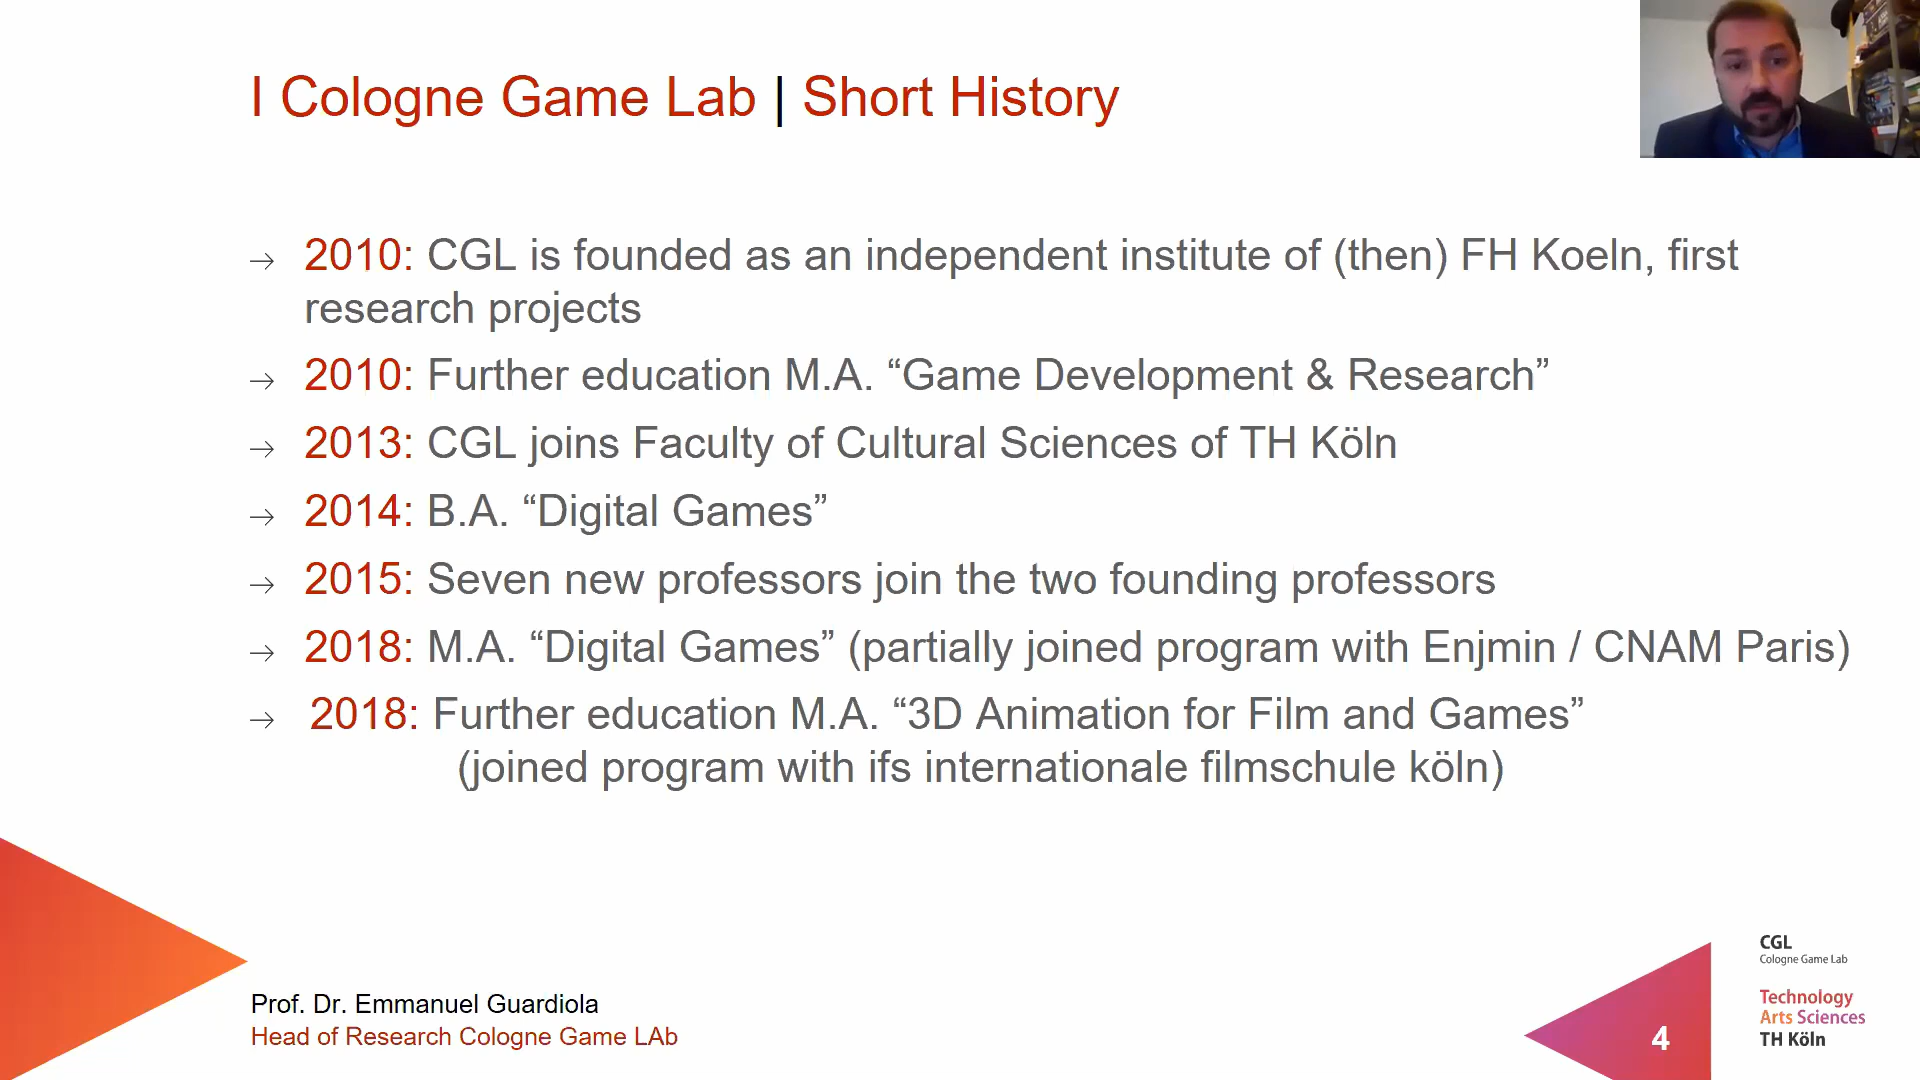 I Cologne Game Lab | Short History
→ 2010: CGL is founded as an independent institute of (then) FH Koeln, first
research projects
→ 2010: Further education M.A. “Game Development & Research”
→ 2013: CGL joins Faculty of Cultural Sciences of TH Köln
→ 2014: B.A. “Digital Games”
→ 2015: Seven new professors join the two founding professors
→ 2018: M.A. “Digital Games” (partially joined program with Enjmin / CNAM Paris)
→ 2018: Further education M.A. “3D Animation for Film and Games”
(joined program with ifs internationale filmschule köln)
Prof. Dr. Emmanuel Guardiola
Head of Research Cologne Game LAb
4
CGL
Cologne Game Lab
Technology
Arts Sciences
TH Köln